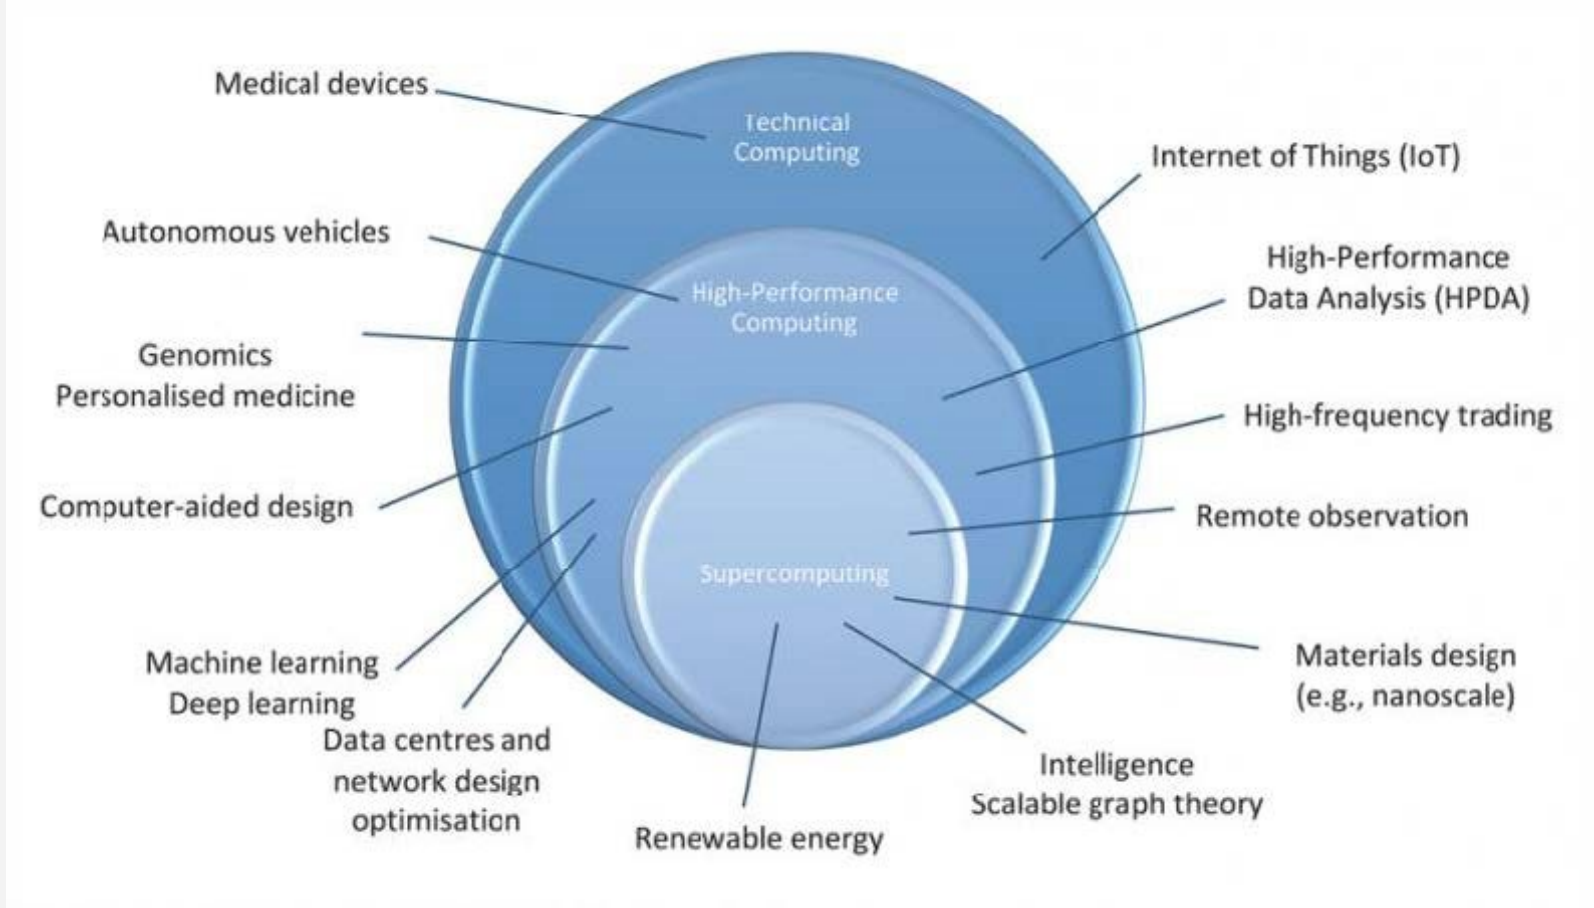 Medical devices
Technical
Computing
Internet of Things (IoT)
Autonomous vehicles
High-Performance
Data Analysis (HPDA)
High-Performance
Computing
Genomics
Personalised medicine
High-frequency trading
Computer-aided design
Remote observation
Supercomputing
Machine learning
Deep learning
Materials design
(e.g., nanoscale)
Data centres and
network design
optimisation
Intelligence
Scalable graph theory
Renewable energy